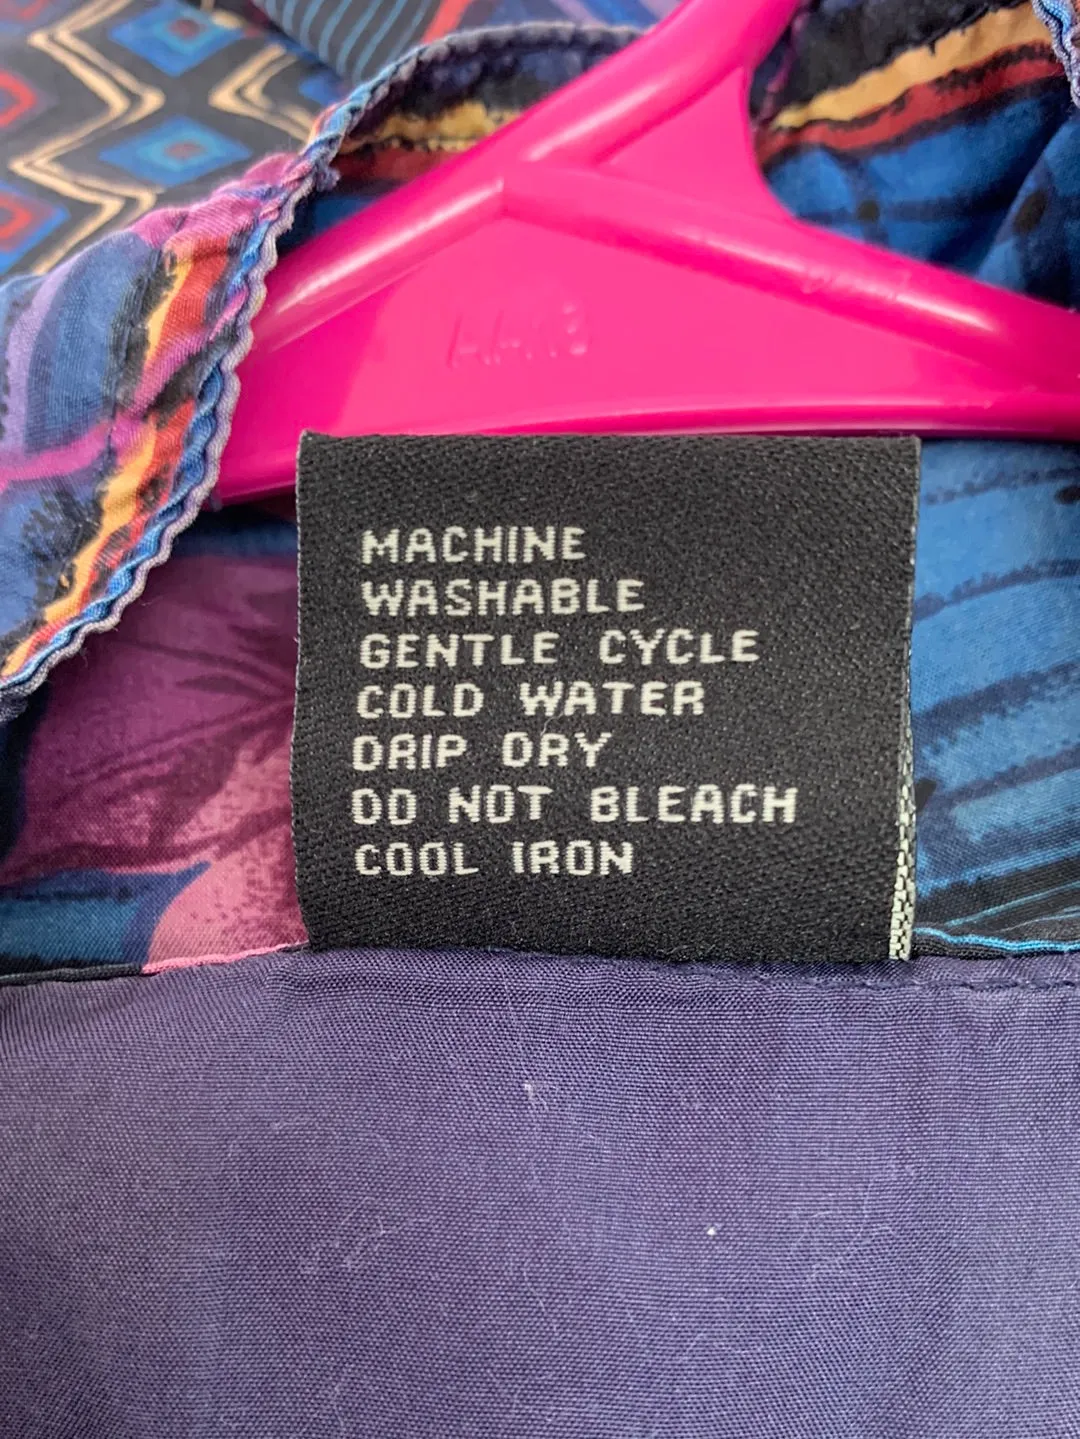 MACHINE
WASHABLE
GENTLE CYCLE
COLD WATER
DRIP DRY
DO NOT BLEACH
COOL IRON